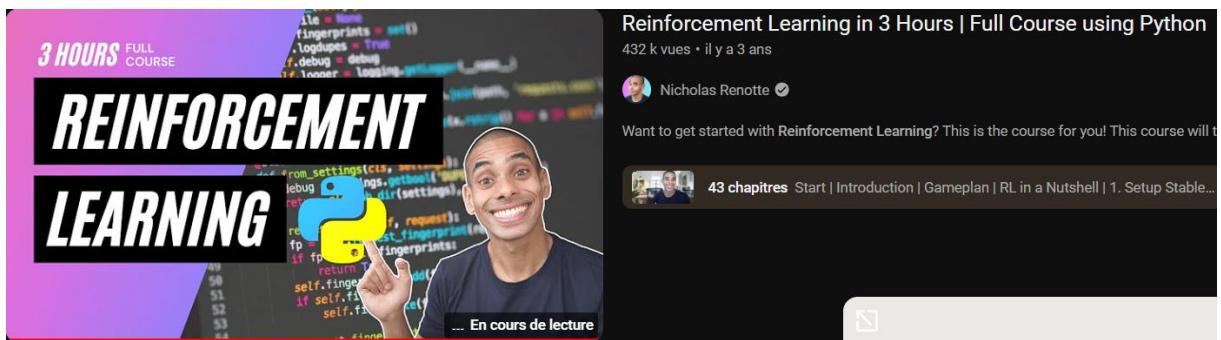 3 HOURS FULL COURSE
REINFORCEMENT
LEARNING
... En cours de lecture
Reinforcement Learning in 3 Hours | Full Course using Python
432 k vues • il y a 3 ans
Nicholas Renotte
Want to get started with Reinforcement Learning? This is the course for you! This course will t
43 chapitres Start | Introduction | Gameplan | RL in a Nutshell | 1. Setup Stable...